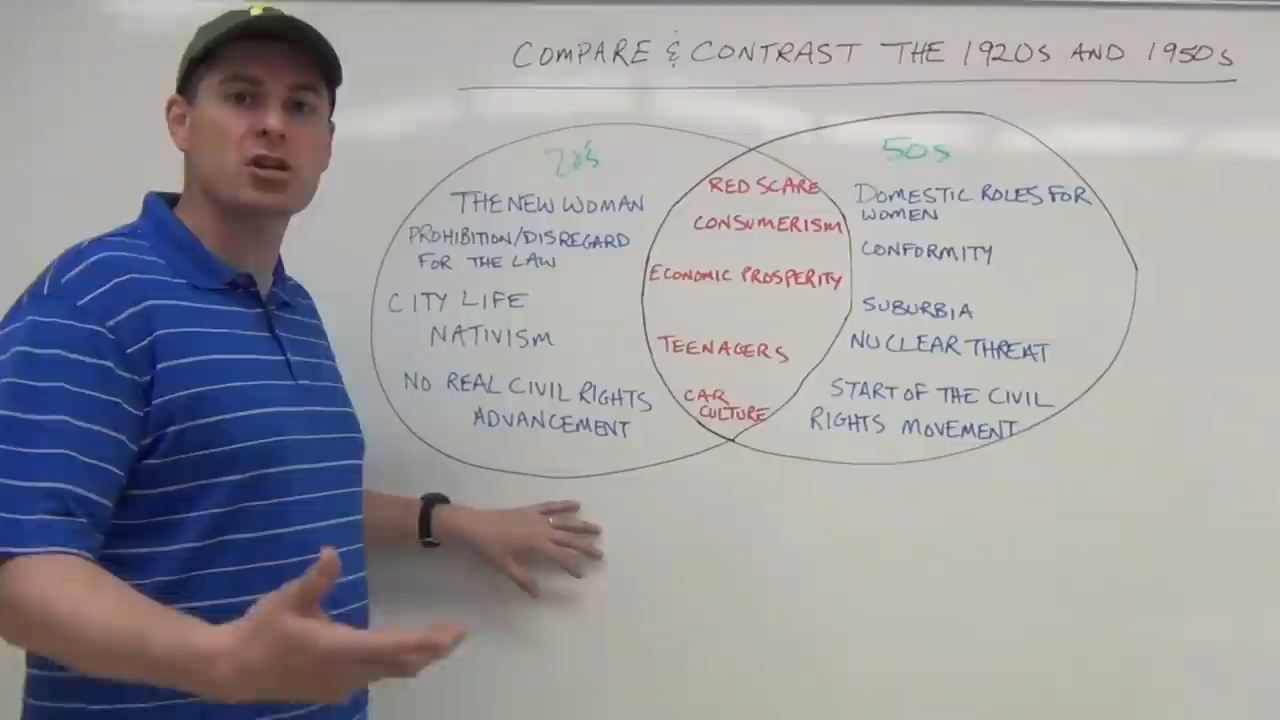 COMPARE & CONTRAST THE 1920s AND 1950s
20's
THE NEW WOMAN
PROHIBITION/DISREGARD
FOR THE LAW
CITY LIFE
NATIVISM
NO REAL CIVIL RIGHTS
ADVANCEMENT
RED SCARE
CONSUMERISM
ECONOMIC PROSPERITY
TEENAGERS
CAR
CULTURE
50s
DOMESTIC ROLES FOR
WOMEN
CONFORMITY
SUBURBIA
NUCLEAR THREAT
START OF THE CIVIL
RIGHTS MOVEMENT